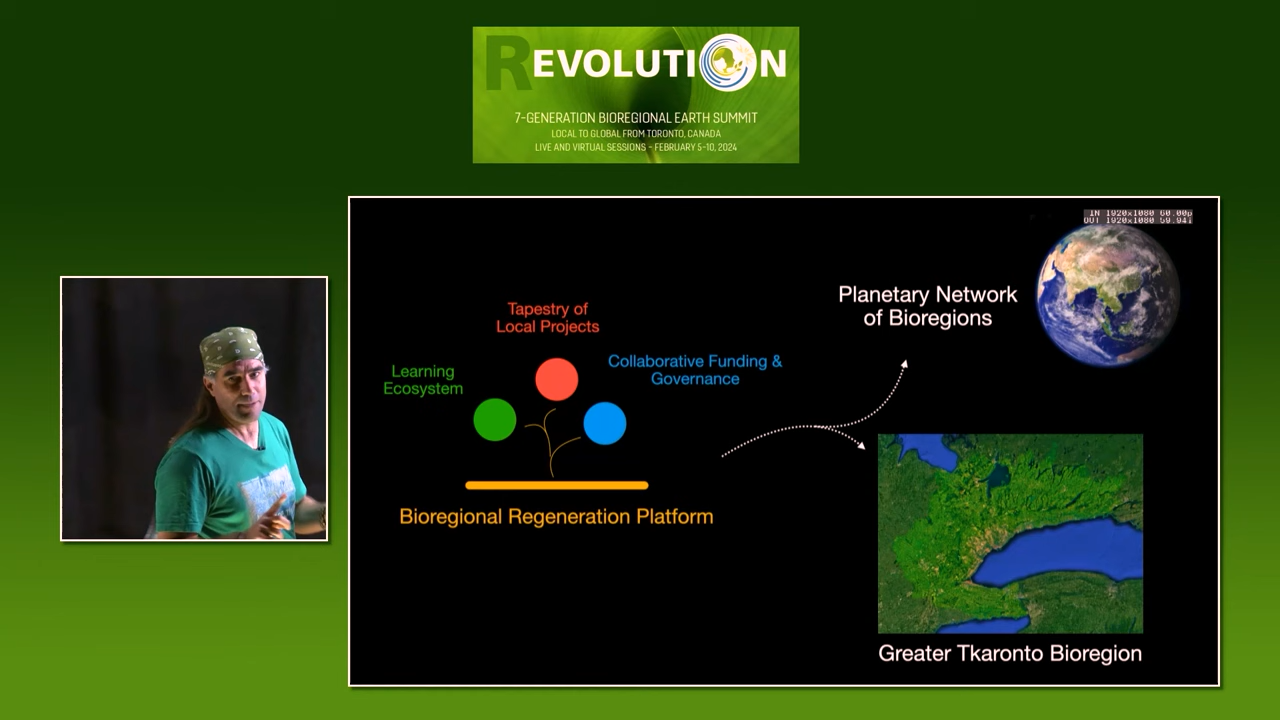 REVOLUTION
7-GENERATION BIOREGIONAL EARTH SUMMIT
LOCAL TO GLOBAL FROM TORONTO, CANADA
LIVE AND VIRTUAL SESSIONS - FEBRUARY 5-10, 2024
IN 1920x1080 60.00p
OUT 1920x1080 59.94i
Planetary Network
of Bioregions
Tapestry of
Local Projects
Learning
Ecosystem
Collaborative Funding &
Governance
Bioregional Regeneration Platform
Greater Tkaronto Bioregion